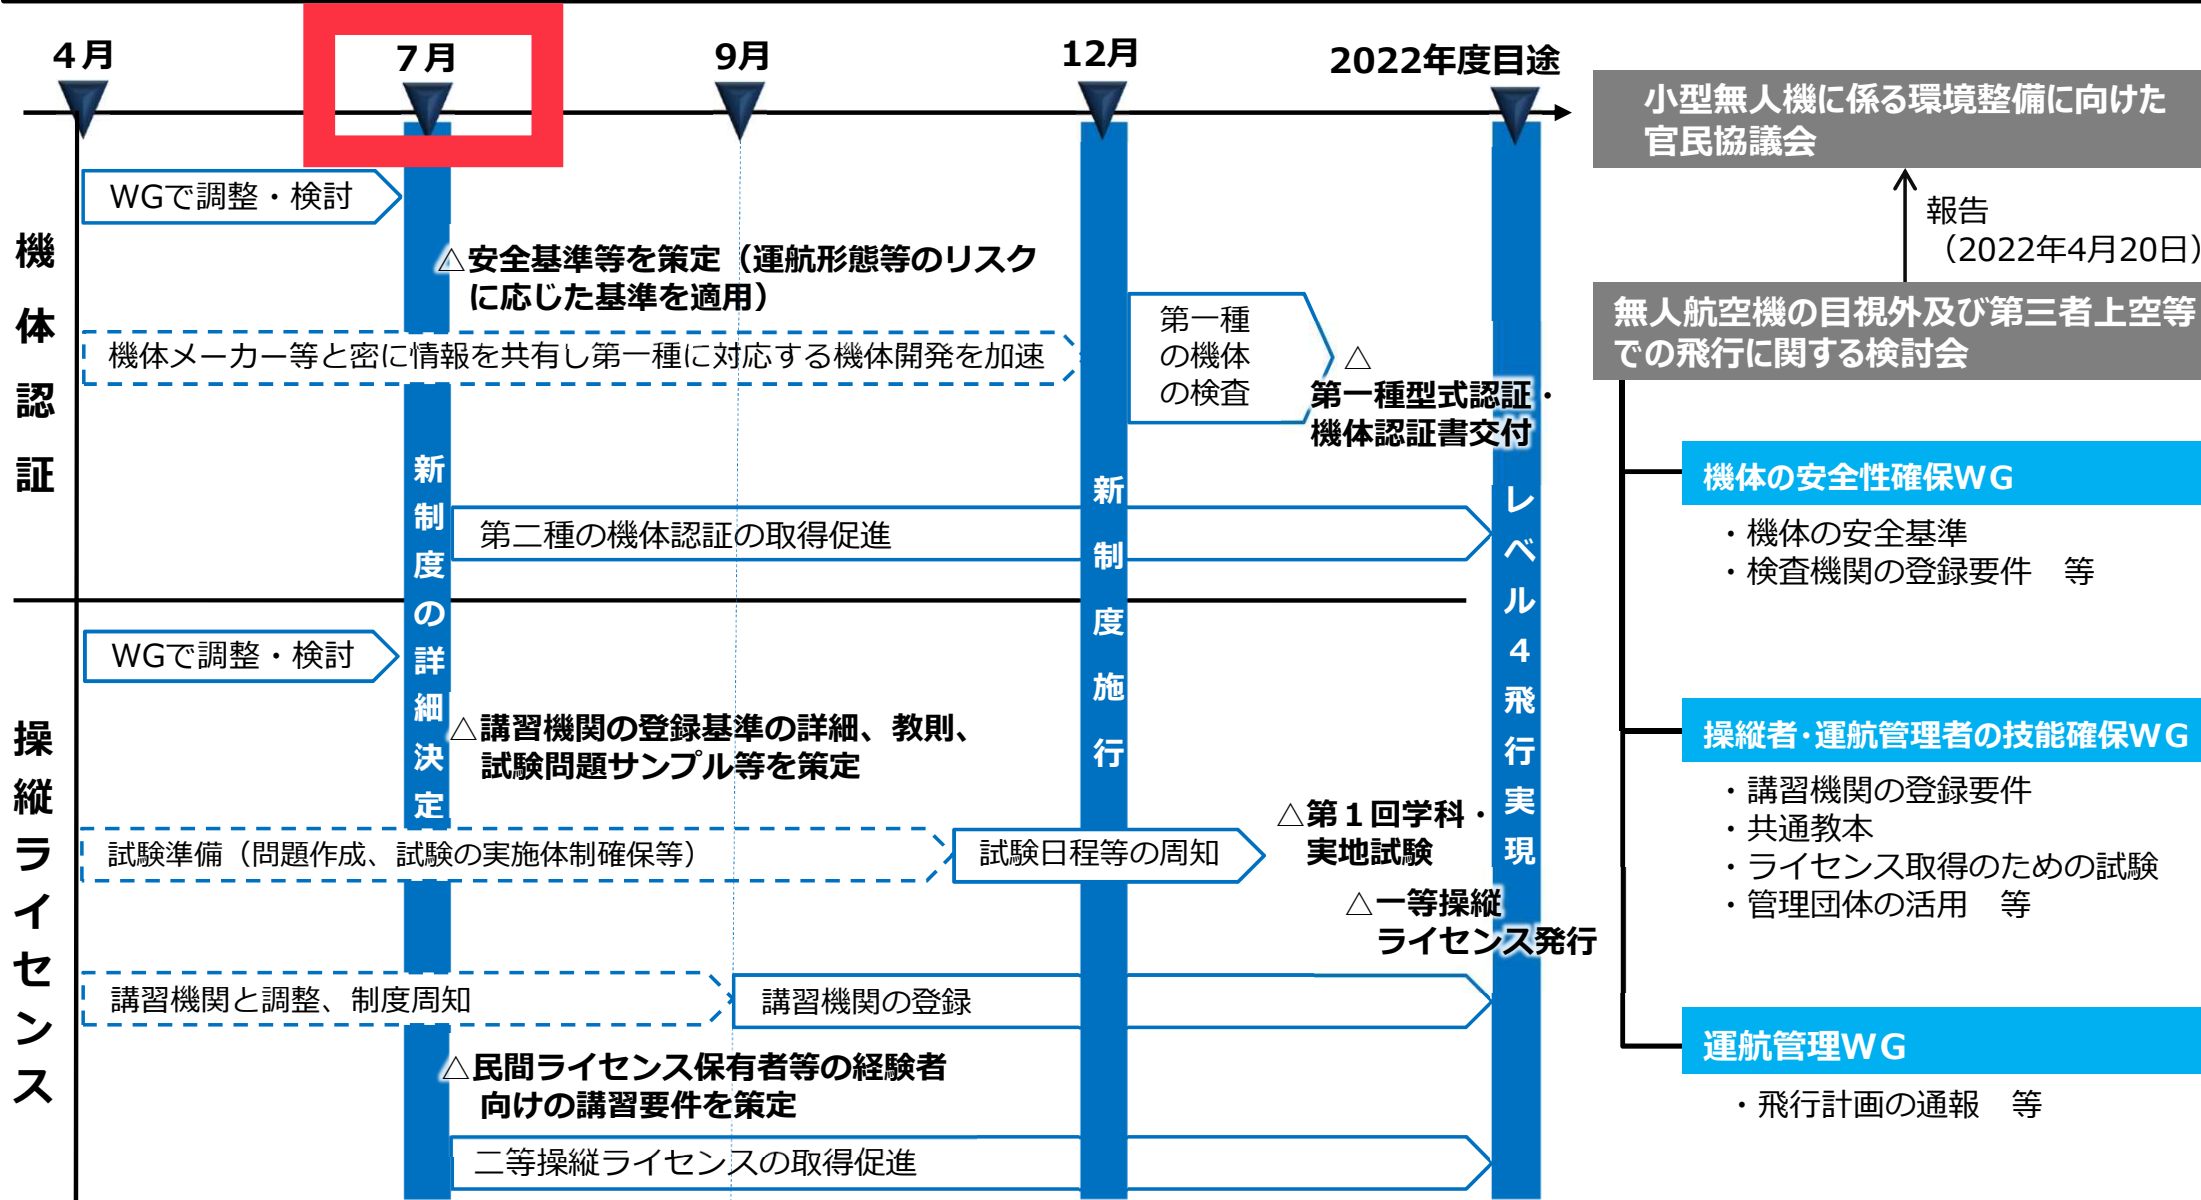 ４月
７月
9月
12月
2022年度目途
機体認証
WGで調整・検討
△安全基準等を策定（運航形態等のリスク
に応じた基準を適用）
機体メーカー等と密に情報を共有し第一種に対応する機体開発を加速
第一種
の機体
の検査
△
第一種型式認証・
機体認証書交付
第二種の機体認証の取得促進
新制度の詳細決定
新制度施行
レベル４飛行実現
操縦ライセンス
WGで調整・検討
△講習機関の登録基準の詳細、教則、
試験問題サンプル等を策定
試験準備（問題作成、試験の実施体制確保等）
試験日程等の周知
△第１回学科・
実地試験
△一等操縦
ライセンス発行
講習機関と調整、制度周知
講習機関の登録
△民間ライセンス保有者等の経験者
向けの講習要件を策定
二等操縦ライセンスの取得促進
小型無人機に係る環境整備に向けた
官民協議会
報告
（2022年4月20日）
無人航空機の目視外及び第三者上空等
での飛行に関する検討会
機体の安全性確保WG
・機体の安全基準
・検査機関の登録要件　等
操縦者・運航管理者の技能確保WG
・講習機関の登録要件
・共通教本
・ライセンス取得のための試験
・管理団体の活用　等
運航管理WG
・飛行計画の通報　等